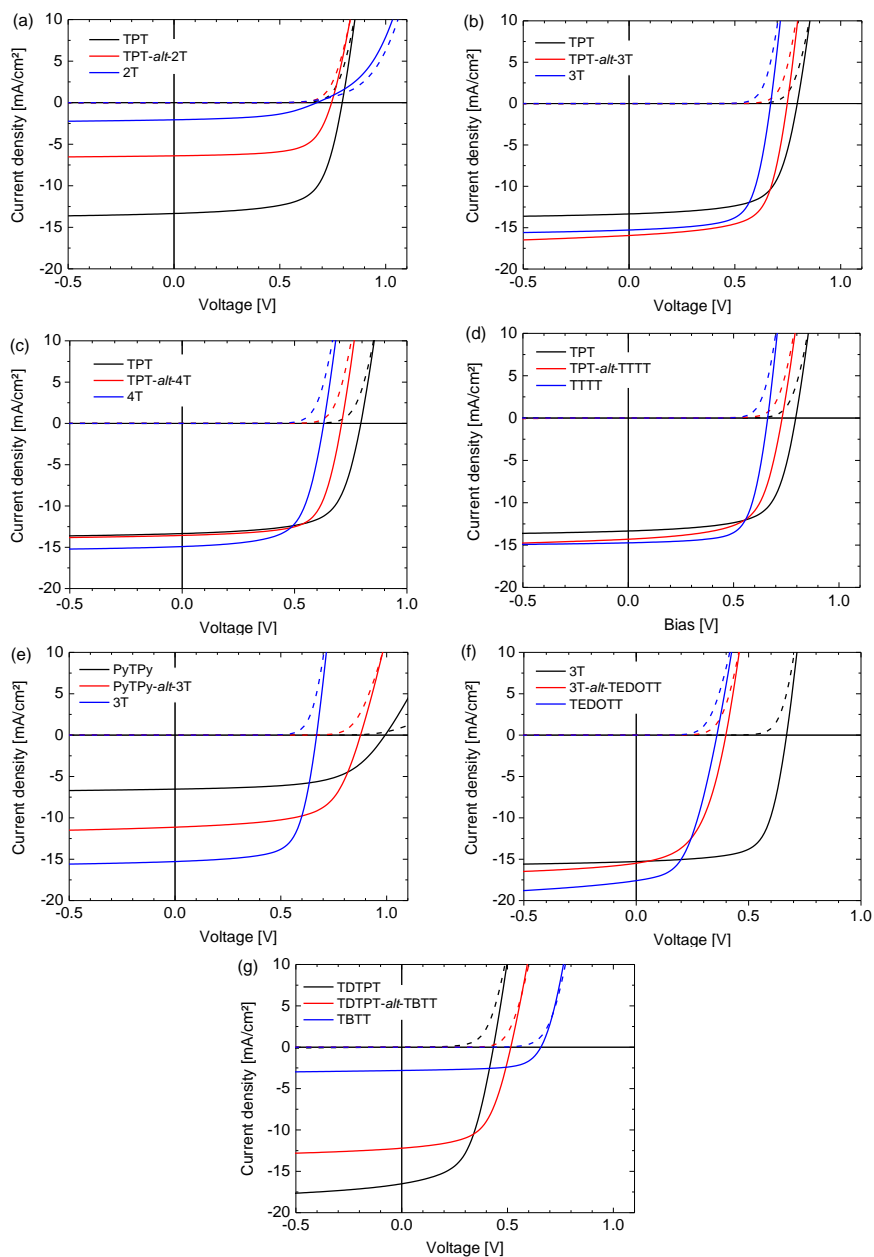 (a)
TPT
TPT-alt-2T
2T
10
5
0
-5
-10
-15
-20
-0.5
0.0
0.5
1.0
Current density [mA/cm²]
Voltage [V]
(b)
TPT
TPT-alt-3T
3T
10
5
0
-5
-10
-15
-20
-0.5
0.0
0.5
1.0
Current density [mA/cm²]
Voltage [V]
(c)
TPT
TPT-alt-4T
4T
10
5
0
-5
-10
-15
-20
-0.5
0.0
0.5
1.0
Current density [mA/cm²]
Voltage [V]
(d)
TPT
TPT-alt-TTTT
TTTT
10
5
0
-5
-10
-15
-20
-0.5
0.0
0.5
1.0
Current density [mA/cm²]
Bias [V]
(e)
PyTPy
PyTPy-alt-3T
3T
10
5
0
-5
-10
-15
-20
-0.5
0.0
0.5
1.0
Current density [mA/cm²]
Voltage [V]
(f)
3T
3T-alt-TEDOTT
TEDOTT
10
5
0
-5
-10
-15
-20
-0.5
0.0
0.5
1.0
Current density [mA/cm²]
Voltage [V]
(g)
TDTPT
TDTPT-alt-TBTT
TBTT
10
5
0
-5
-10
-15
-20
-0.5
0.0
0.5
1.0
Current density [mA/cm²]
Voltage [V]